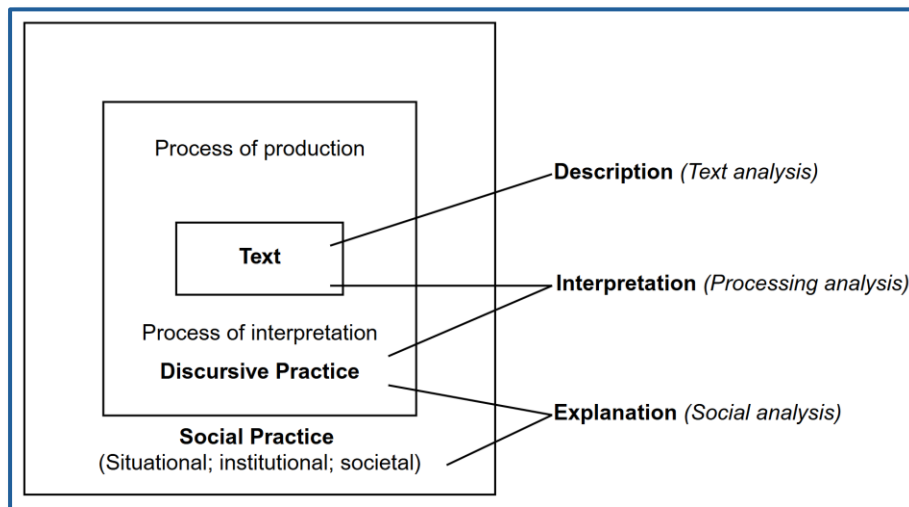 Process of production
Description (Text analysis)
Text
Interpretation (Processing analysis)
Process of interpretation
Discursive Practice
Explanation (Social analysis)
Social Practice
(Situational; institutional; societal)